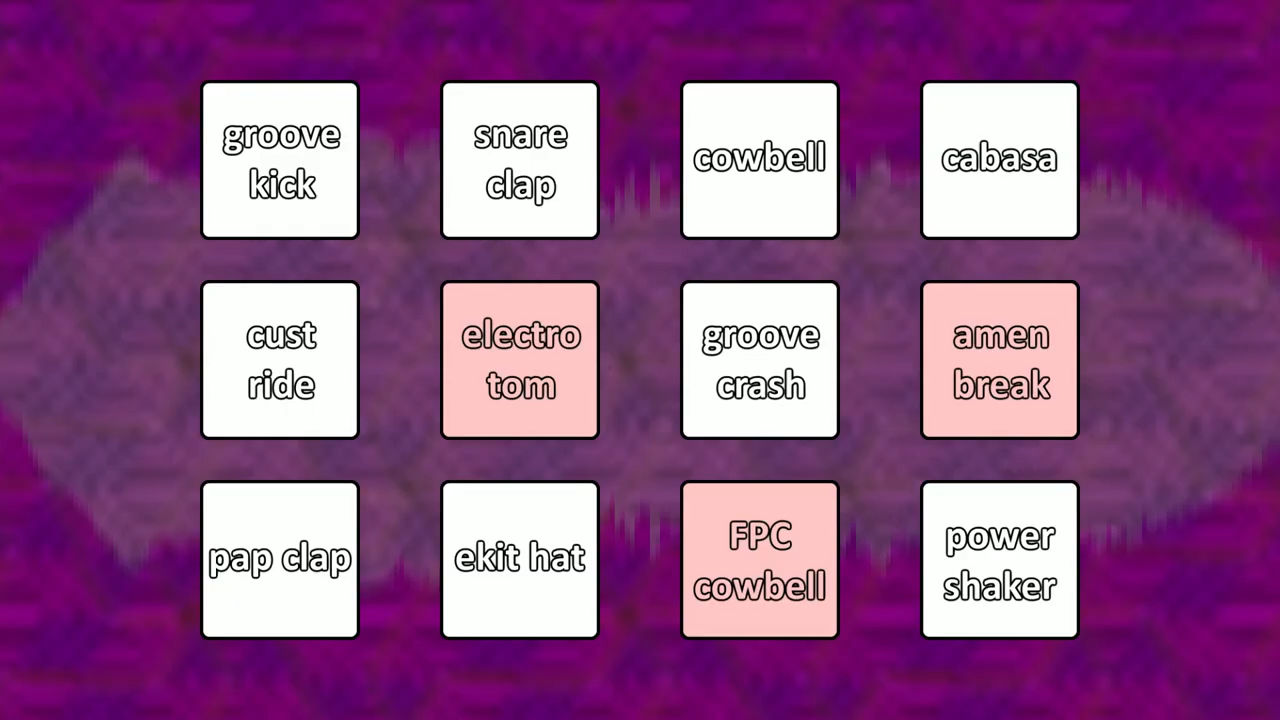 groove
kick
snare
clap
cowbell
cabasa
cust
ride
electro
tom
groove
crash
amen
break
pap clap
ekit hat
FPC
cowbell
power
shaker